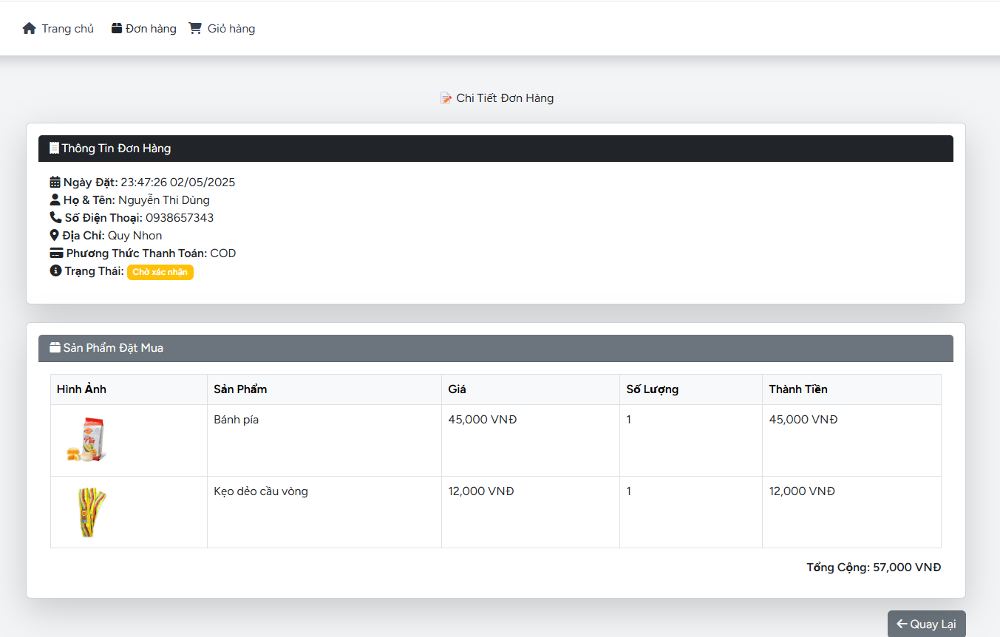 Trang chủ Đơn hàng Giỏ hàng
Chi Tiết Đơn Hàng
Thông Tin Đơn Hàng
Ngày Đặt: 23:47:26 02/05/2025
Họ & Tên: Nguyễn Thi Dùng
Số Điện Thoại: 0938657343
Địa Chỉ: Quy Nhon
Phương Thức Thanh Toán: COD
Trạng Thái: Chờ xác nhận
Sản Phẩm Đặt Mua
Hình Ảnh Sản Phẩm Giá Số Lượng Thành Tiền
Bánh pía 45,000 VNĐ 1 45,000 VNĐ
Pía
Kẹo dẻo cầu vòng 12,000 VNĐ 1 12,000 VNĐ
Tổng Cộng: 57,000 VNĐ
Quay Lại